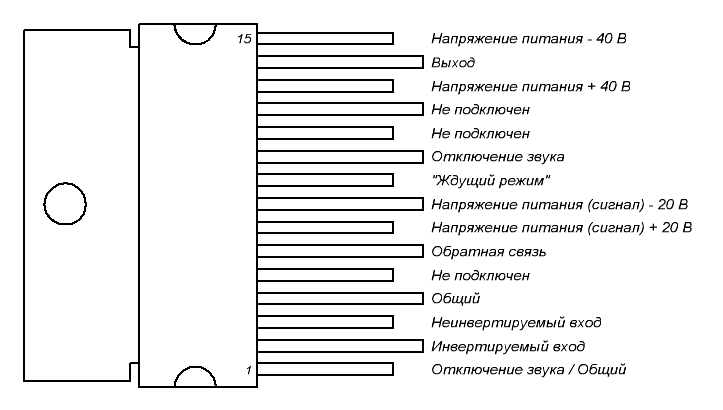 15 Напряжение питания - 40 В
Выход
Напряжение питания + 40 В
Не подключен
Не подключен
Отключение звука
"Ждущий режим"
Напряжение питания (сигнал) - 20 В
Напряжение питания (сигнал) + 20 В
Обратная связь
Не подключен
Общий
Неинвертируемый вход
Инвертируемый вход
1 Отключение звука / Общий